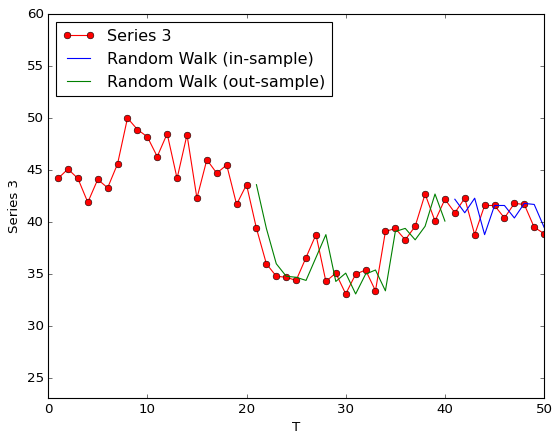 60
55
50
45
40
35
30
25
Series 3
Series 3
Random Walk (in-sample)
Random Walk (out-sample)
0 10 20 30 40 50
T